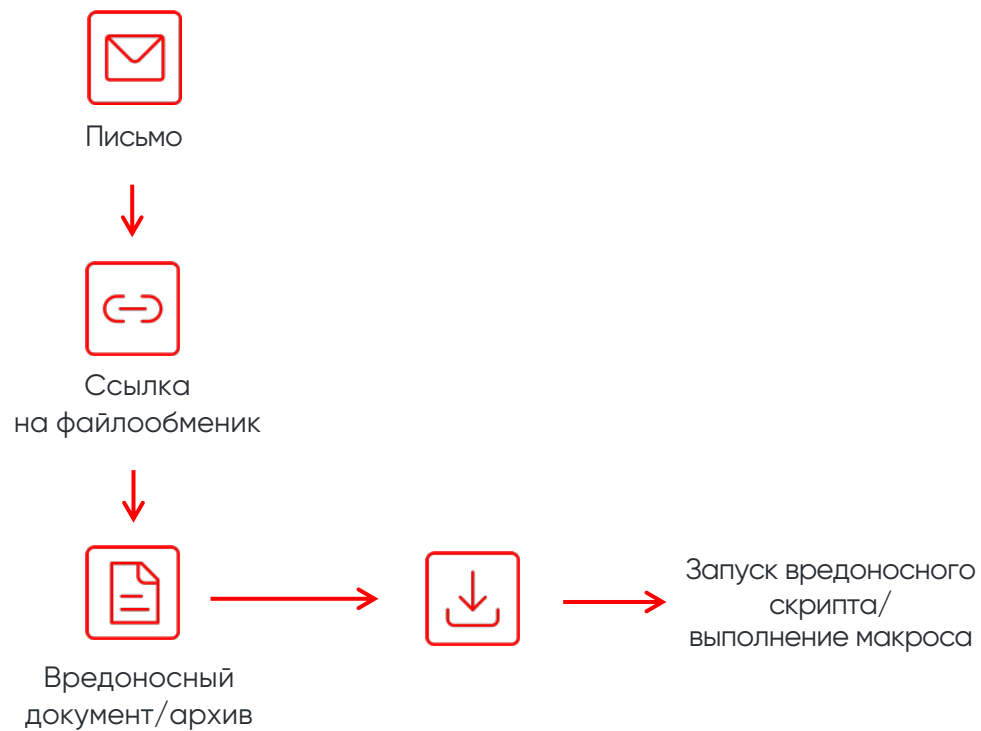 Письмо
Ссылка
на файлообменик
Вредоносный
документ/архив
Запуск вредоносного
скрипта/
выполнение макроса